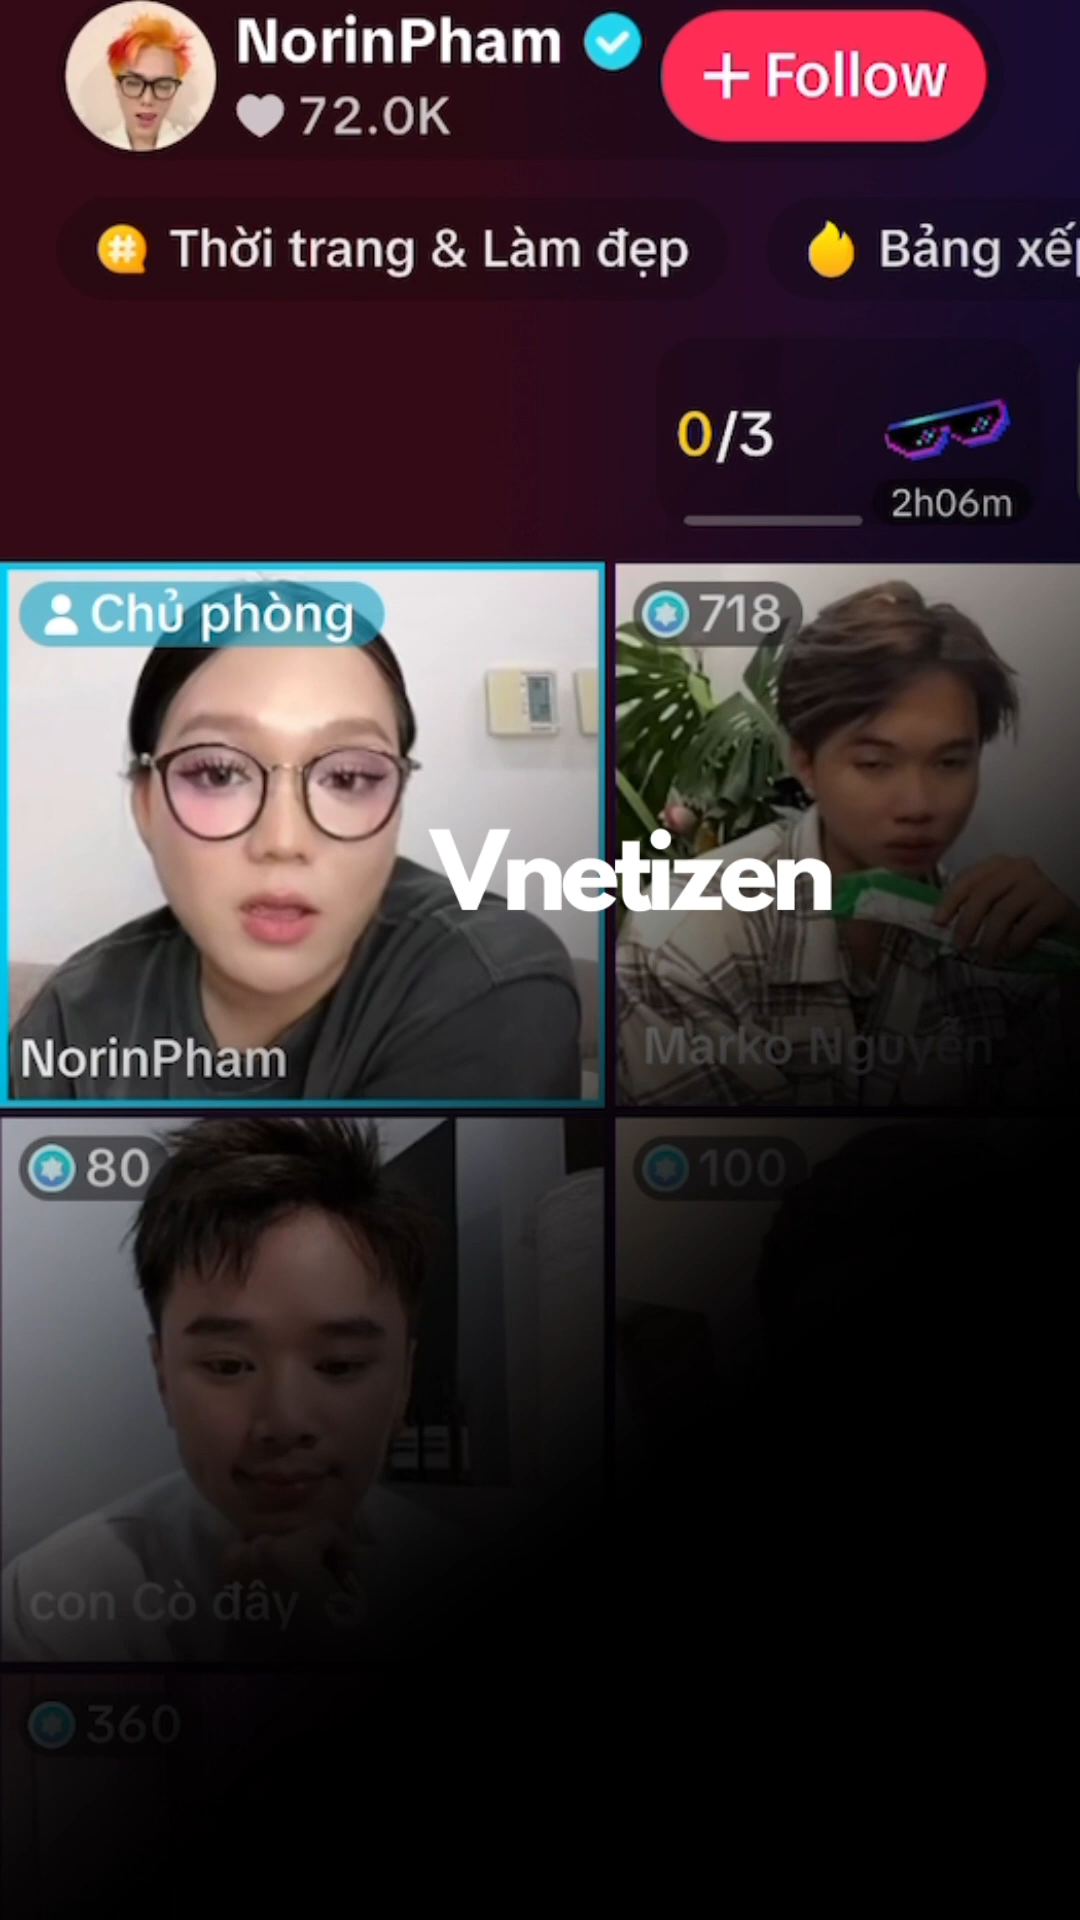 NorinPham
72.0K
+ Follow
Thời trang & Làm đẹp
Bảng xếp
0/3
2h06m
Chủ phòng
718
Vnetizen
NorinPham
Marko Nguyễn
80
100
con Cò đây
360